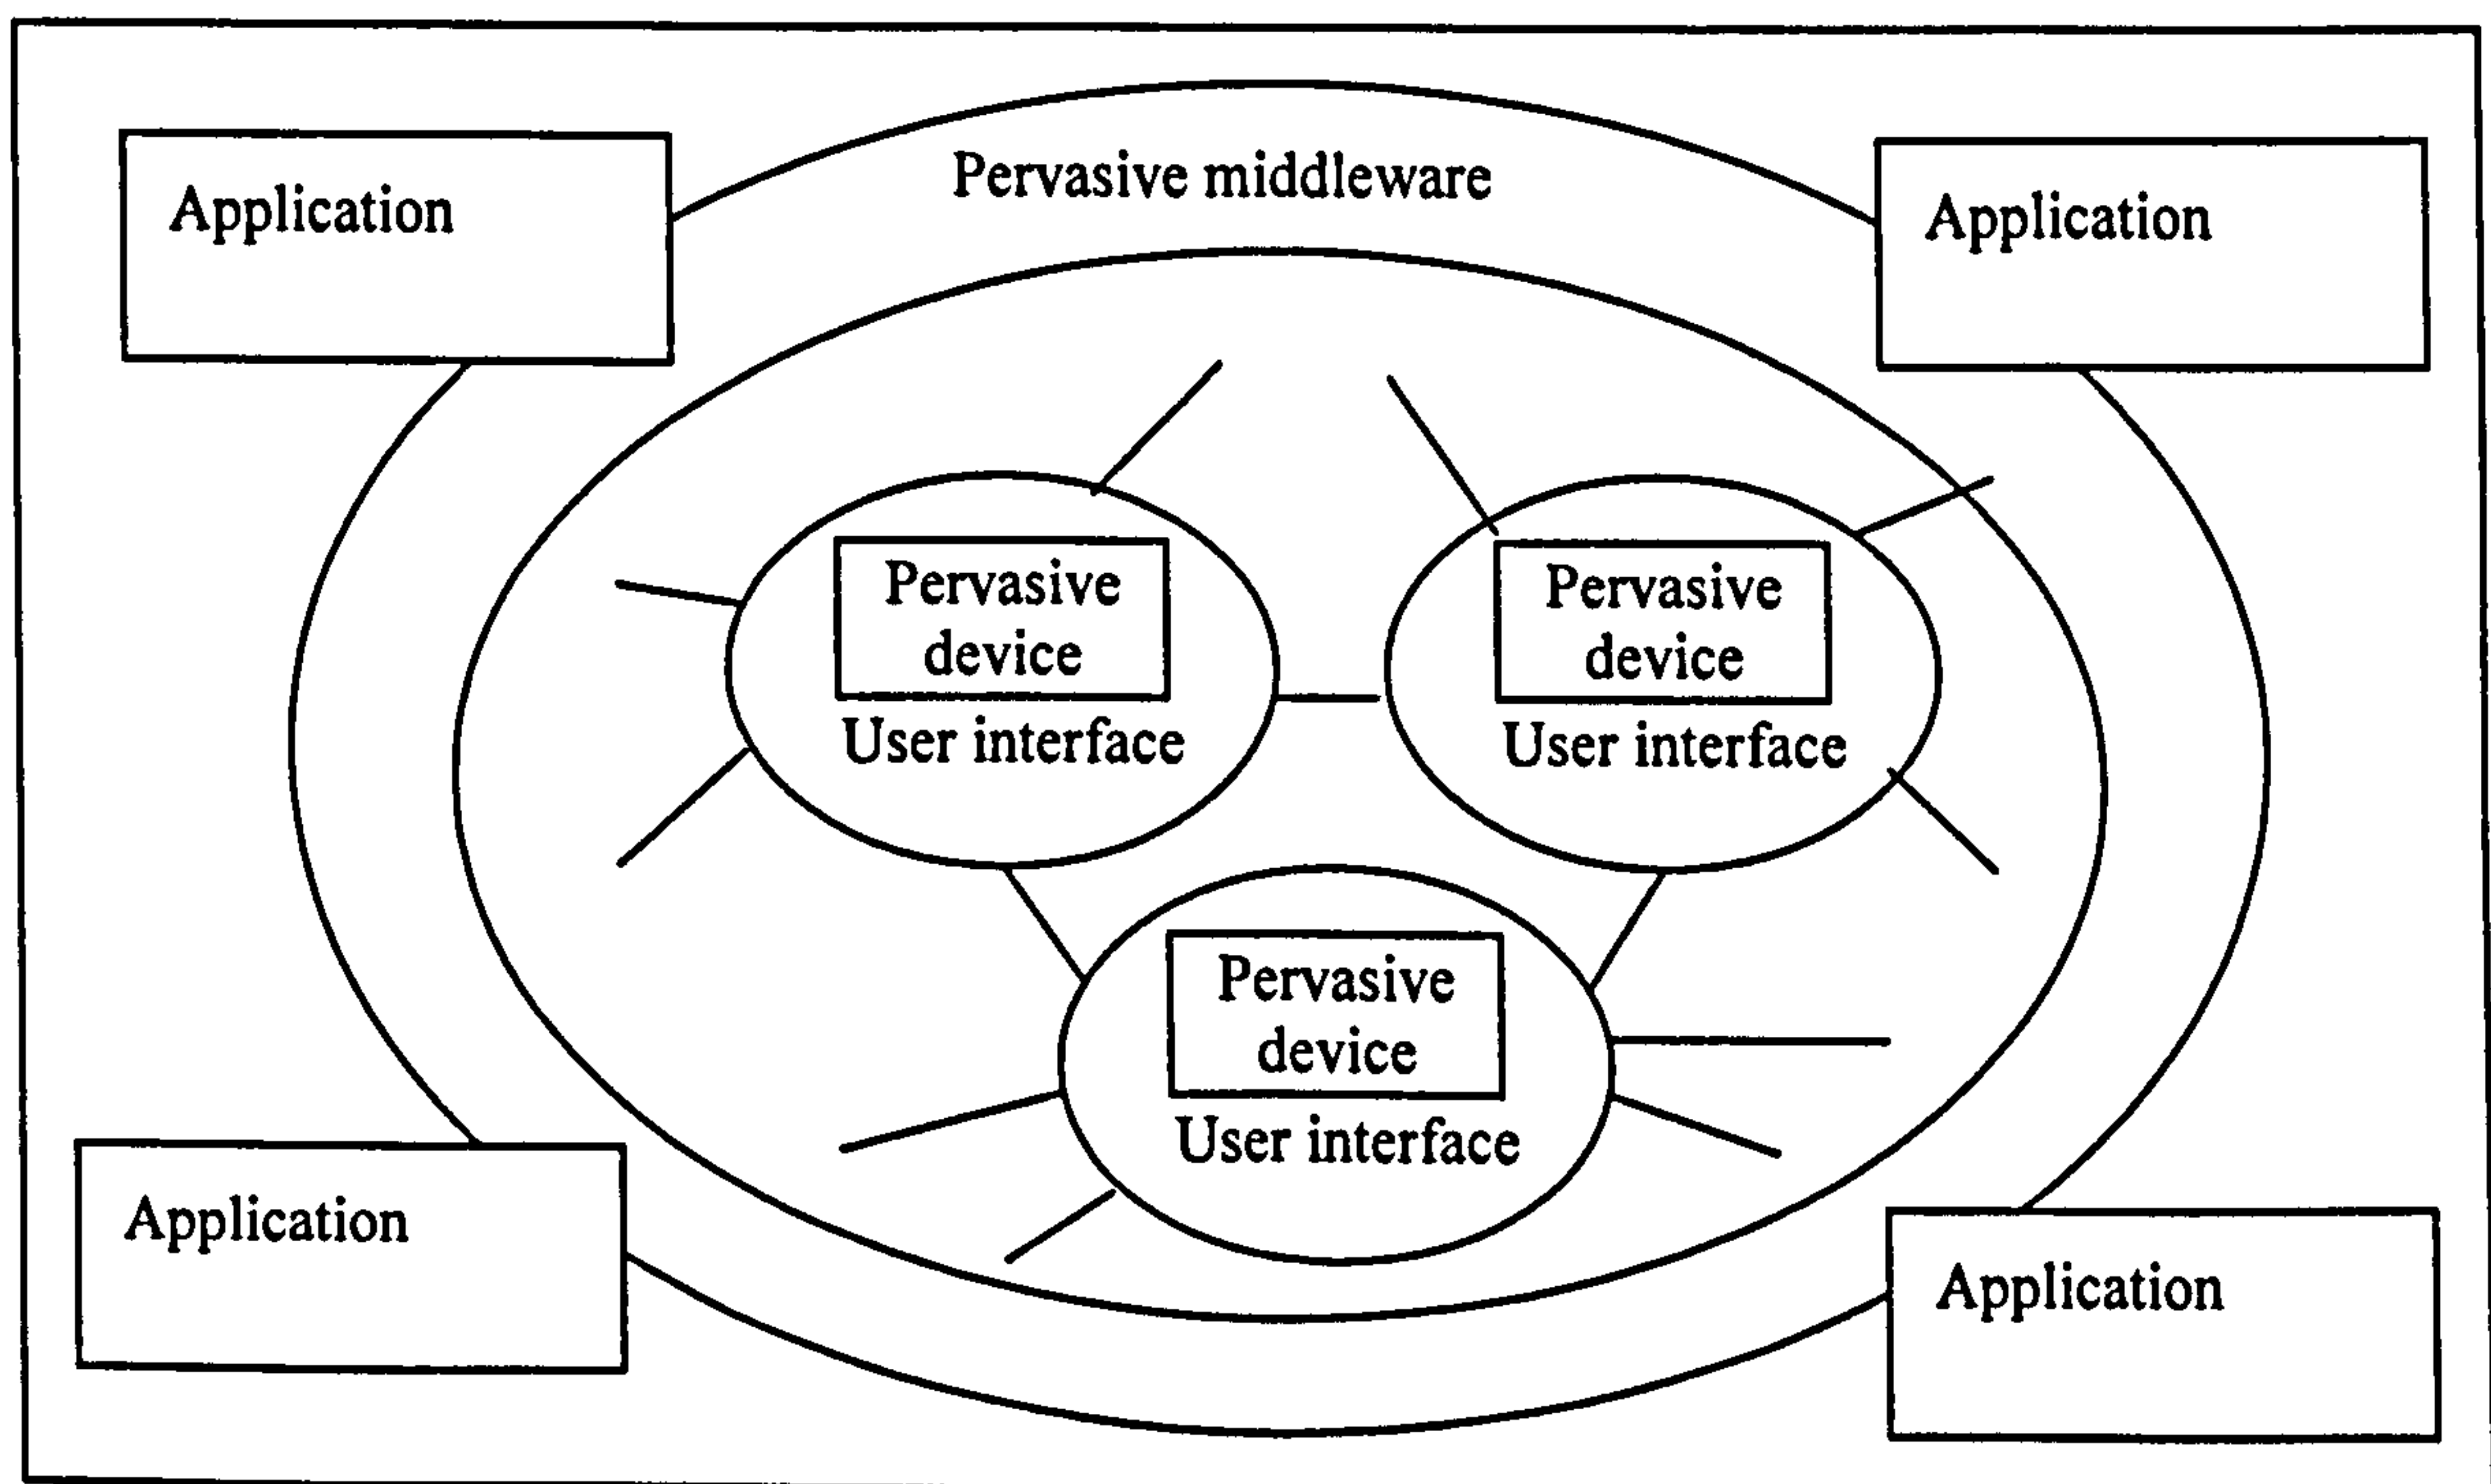 Pervasive middleware
Application
Application
Pervasive
device
User interface
Pervasive
device
User interface
Pervasive
device
User interface
Application
Application